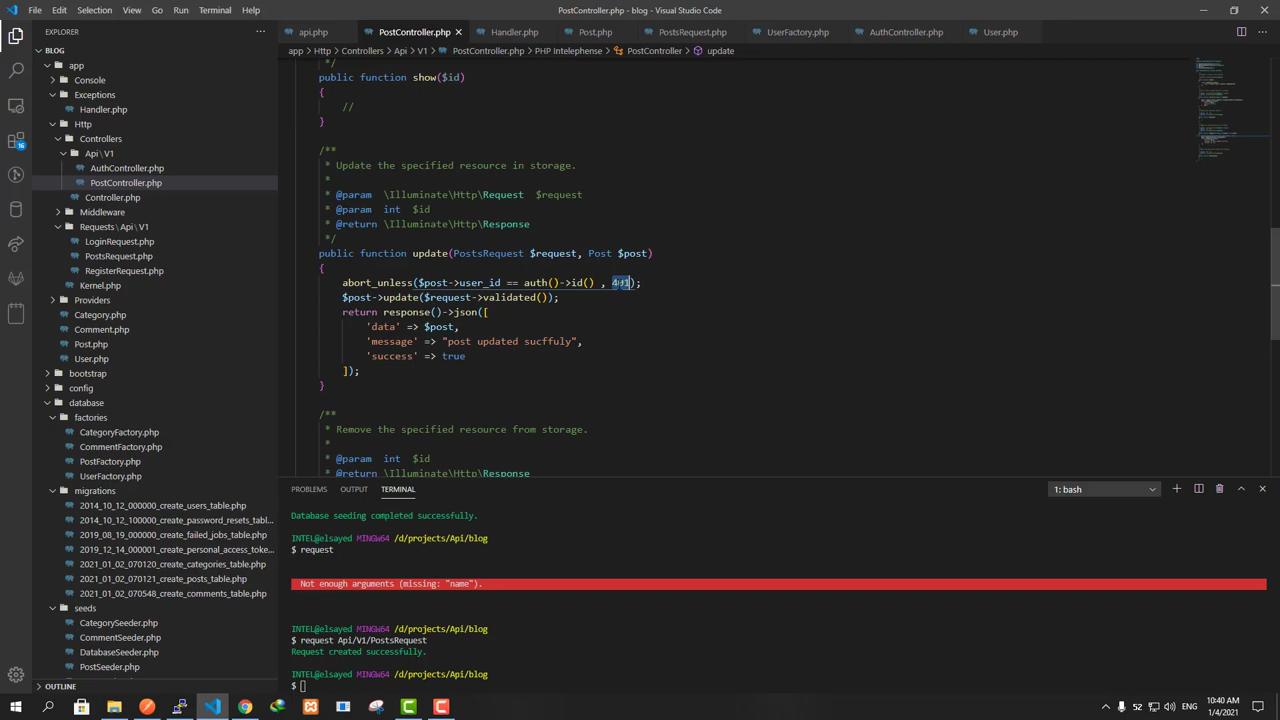 File Edit Selection View Go Run Terminal Help
PostController.php - blog - Visual Studio Code
EXPLORER
api.php PostController.php Handler.php Post.php PostsRequest.php UserFactory.php AuthController.php User.php
app > Http > Controllers > Api > V1 > PostController.php > PHP Intelephense > PostController > update
BLOG
app
Console
Exceptions
Handler.php
Http
Controllers
Api \ V1
AuthController.php
PostController.php
Controller.php
Middleware
Requests \ Api \ V1
LoginRequest.php
PostsRequest.php
RegisterRequest.php
Kernel.php
Providers
Category.php
Comment.php
Post.php
User.php
bootstrap
config
database
factories
CategoryFactory.php
CommentFactory.php
PostFactory.php
UserFactory.php
migrations
2014_10_12_000000_create_users_table.php
2014_10_12_100000_create_password_resets_tabl...
2019_08_19_000000_create_failed_jobs_table.php
2019_12_14_000001_create_personal_access_toke...
2021_01_02_070120_create_categories_table.php
2021_01_02_070121_create_posts_table.php
2021_01_02_070548_create_comments_table.php
seeds
CategorySeeder.php
CommentSeeder.php
DatabaseSeeder.php
PostSeeder.php
OUTLINE
16
*/
public function show($id)
{
//
}
/**
* Update the specified resource in storage.
*
* @param \Illuminate\Http\Request $request
* @param int $id
* @return \Illuminate\Http\Response
*/
public function update(PostsRequest $request, Post $post)
{
abort_unless($post->user_id == auth()->id() , 401);
$post->update($request->validated());
return response()->json([
'data' => $post,
'message' => "post updated sucffuly",
'success' => true
]);
}
/**
* Remove the specified resource from storage.
*
* @param int $id
* @return \Illuminate\Http\Response
PROBLEMS OUTPUT TERMINAL
1: bash
Database seeding completed successfully.
INTEL@elsayed MINGW64 /d/projects/Api/blog
$ request
Not enough arguments (missing: "name").
INTEL@elsayed MINGW64 /d/projects/Api/blog
$ request Api/V1/PostsRequest
Request created successfully.
INTEL@elsayed MINGW64 /d/projects/Api/blog
$
ENG
10:40 AM
1/4/2021